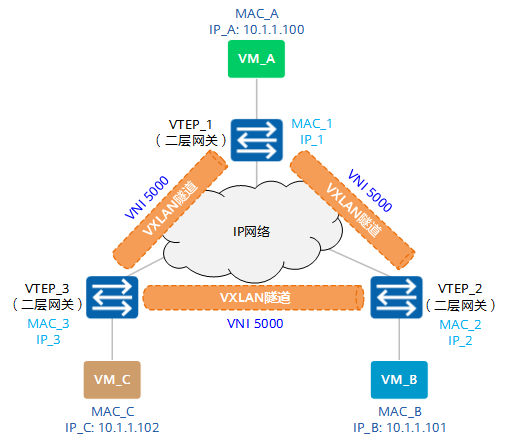 MAC_A
IP_A: 10.1.1.100
VM_A
VTEP_1
（二层网关）
MAC_1
IP_1
VNI 5000
VXLAN隧道
VNI 5000
VXLAN隧道
IP网络
VTEP_3
（二层网关）
MAC_3
IP_3
VXLAN隧道
VNI 5000
VTEP_2
（二层网关）
MAC_2
IP_2
VM_C
MAC_C
IP_C: 10.1.1.102
VM_B
MAC_B
IP_B: 10.1.1.101